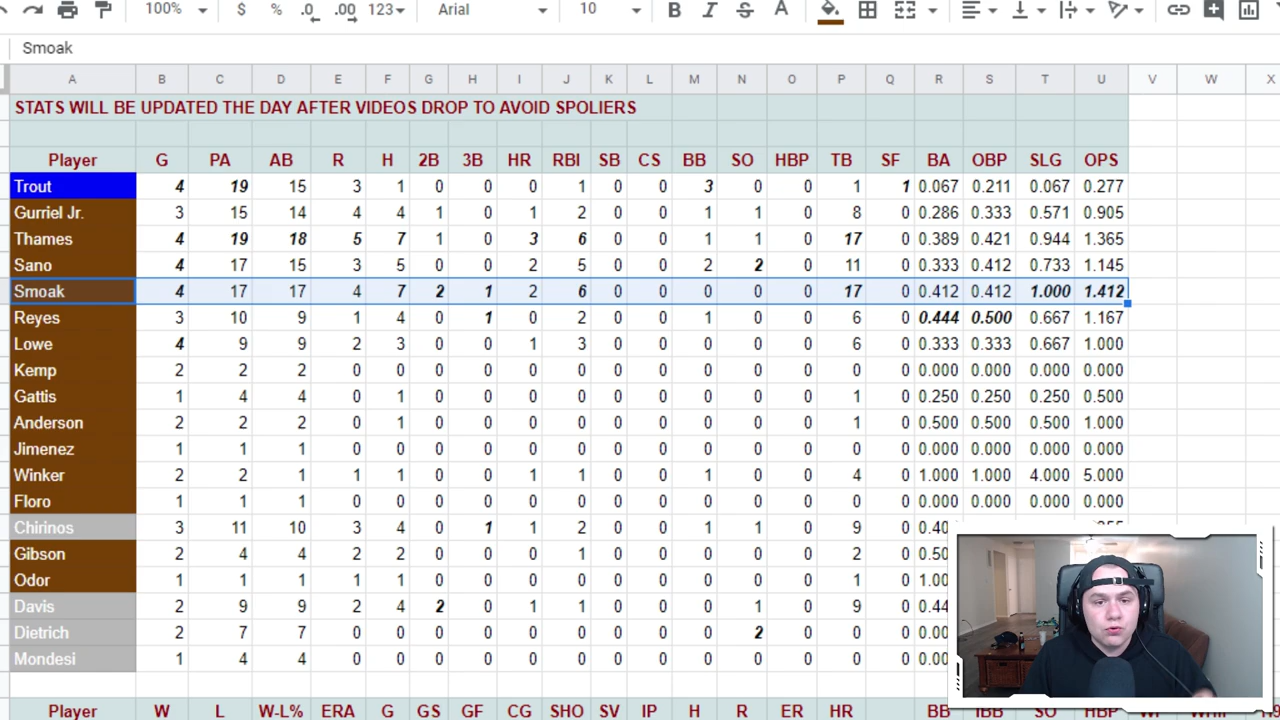 100% $ % .0 .00 123 Arial 10 B I S A
Smoak
A B C D E F G H I J K L M N O P Q R S T U V W X
STATS WILL BE UPDATED THE DAY AFTER VIDEOS DROP TO AVOID SPOLIERS
Player G PA AB R H 2B 3B HR RBI SB CS BB SO HBP TB SF BA OBP SLG OPS
Trout 4 19 15 3 1 0 0 0 1 0 0 3 0 0 1 1 0.067 0.211 0.067 0.277
Gurriel Jr. 3 15 14 4 4 1 0 1 2 0 0 1 1 0 8 0 0.286 0.333 0.571 0.905
Thames 4 19 18 5 7 1 0 3 6 0 0 1 1 0 17 0 0.389 0.421 0.944 1.365
Sano 4 17 15 3 5 0 0 2 5 0 0 2 2 0 11 0 0.333 0.412 0.733 1.145
Smoak 4 17 17 4 7 2 1 2 6 0 0 0 0 0 17 0 0.412 0.412 1.000 1.412
Reyes 3 10 9 1 4 0 1 0 2 0 0 1 0 0 6 0 0.444 0.500 0.667 1.167
Lowe 4 9 9 2 3 0 0 1 3 0 0 0 0 0 6 0 0.333 0.333 0.667 1.000
Kemp 2 2 2 0 0 0 0 0 0 0 0 0 0 0 0 0 0.000 0.000 0.000 0.000
Gattis 1 4 4 0 1 0 0 0 0 0 0 0 0 0 1 0 0.250 0.250 0.250 0.500
Anderson 2 2 2 0 1 0 0 0 0 0 0 0 0 0 1 0 0.500 0.500 0.500 1.000
Jimenez 1 1 1 0 0 0 0 0 0 0 0 0 0 0 0 0 0.000 0.000 0.000 0.000
Winker 2 2 1 1 1 0 0 1 1 0 0 1 0 0 4 0 1.000 1.000 4.000 5.000
Floro 1 1 1 0 0 0 0 0 0 0 0 0 0 0 0 0 0.000 0.000 0.000 0.000
Chirinos 3 11 10 3 4 0 1 1 2 0 0 1 1 0 9 0 0.40
Gibson 2 4 4 2 2 0 0 0 1 0 0 0 0 0 2 0 0.50
Odor 1 1 1 1 1 0 0 0 0 0 0 0 0 0 1 0 1.00
Davis 2 9 9 2 4 2 0 1 1 0 0 0 1 0 9 0 0.44
Dietrich 2 7 7 0 0 0 0 0 0 0 0 0 2 0 0 0 0.00
Mondesi 1 4 4 0 0 0 0 0 0 0 0 0 0 0 0 0 0.00
Player W L W-L% ERA G GS GF CG SHO SV IP H R ER HR BB IBB SO HBP